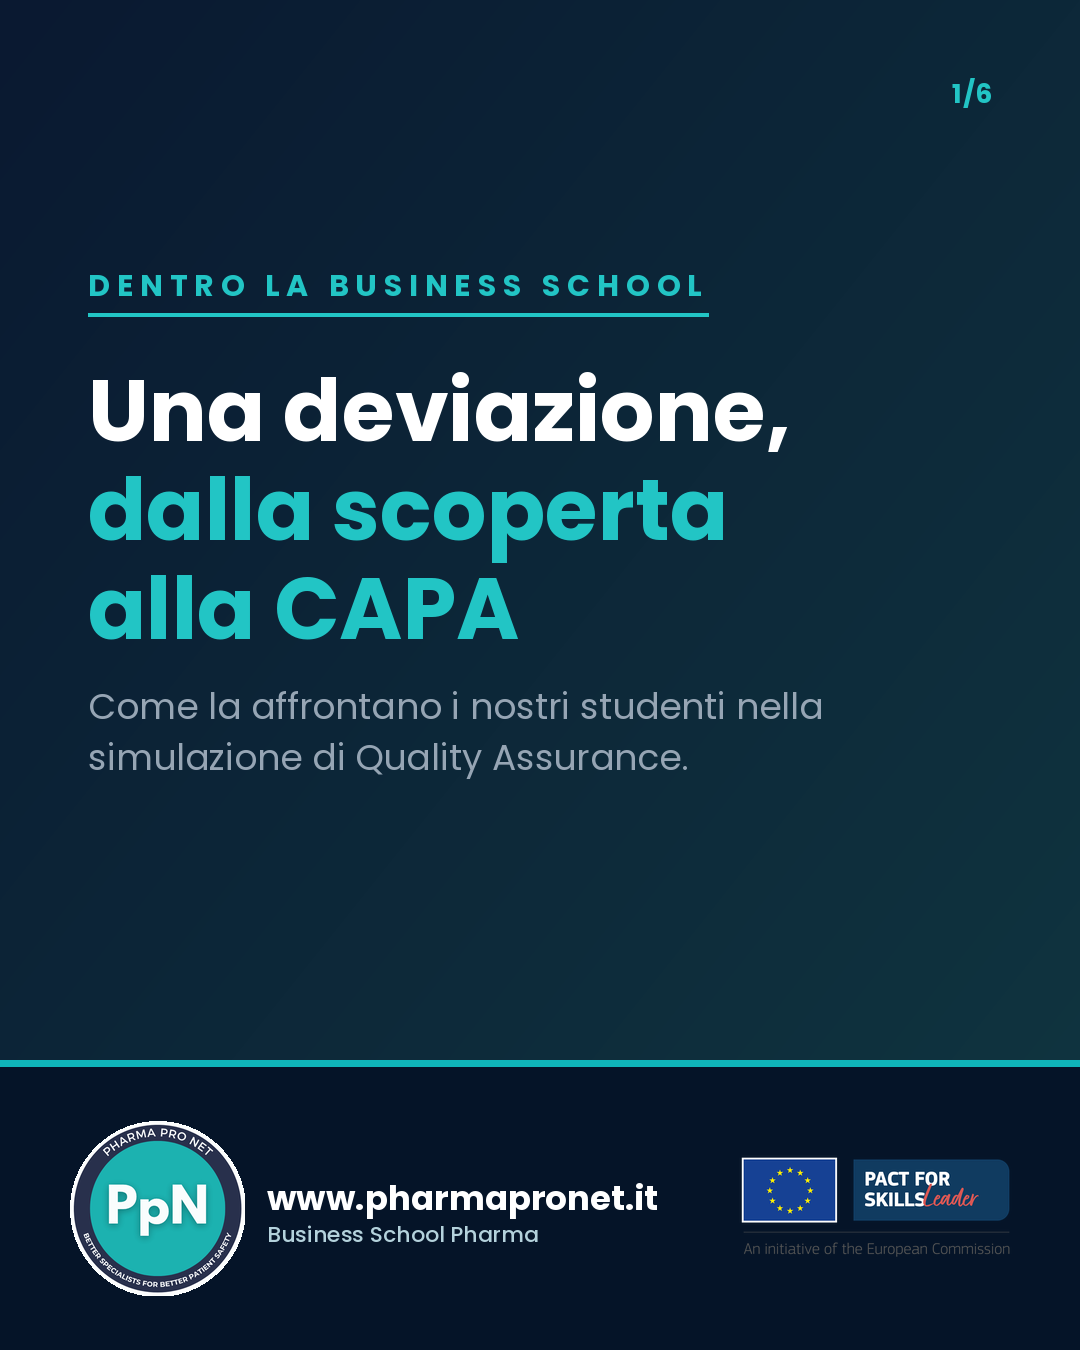 1/6
DENTRO LA BUSINESS SCHOOL
Una deviazione,
dalla scoperta
alla CAPA
Come la affrontano i nostri studenti nella
simulazione di Quality Assurance.
PHARMA PRO NET
PpN
BETTER SPECIALISTS FOR BETTER PATIENT SAFETY
www.pharmapronet.it
Business School Pharma
PACT FOR
SKILLS Leader
An initiative of the European Commission